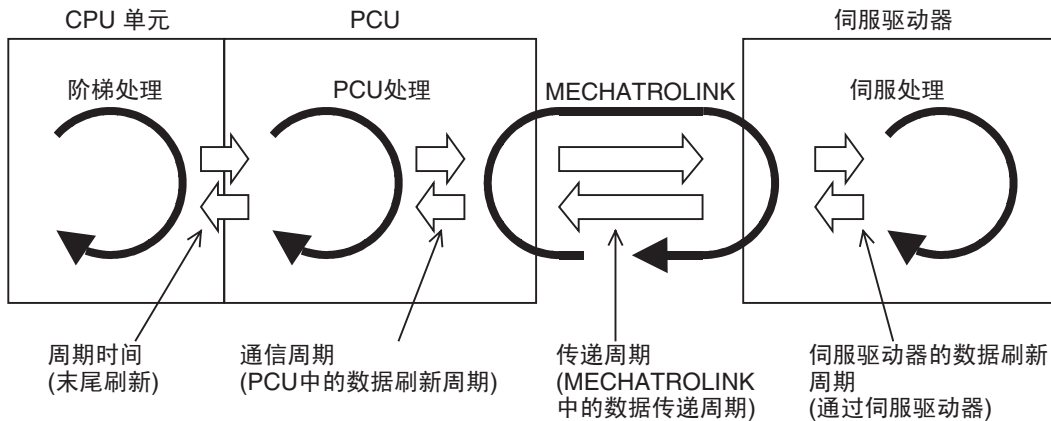 CPU 单元
PCU
伺服驱动器
阶梯处理
PCU处理
MECHATROLINK
伺服处理
周期时间
(末尾刷新)
通信周期
(PCU中的数据刷新周期)
传递周期
(MECHATROLINK
中的数据传递周期)
伺服驱动器的数据刷新
周期
(通过伺服驱动器)